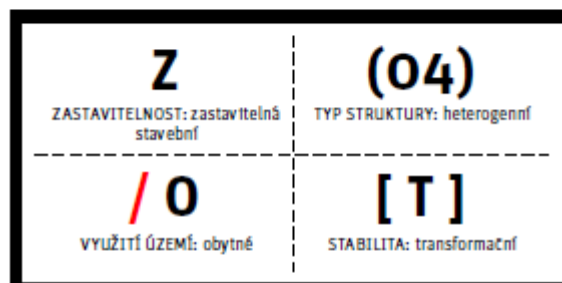 Z
ZASTAVITELNOST: zastavitelná
stavební
(04)
TYP STRUKTURY: heterogenní
/ O
VYUŽITÍ ÚZEMÍ: obytné
[ T ]
STABILITA: transformační